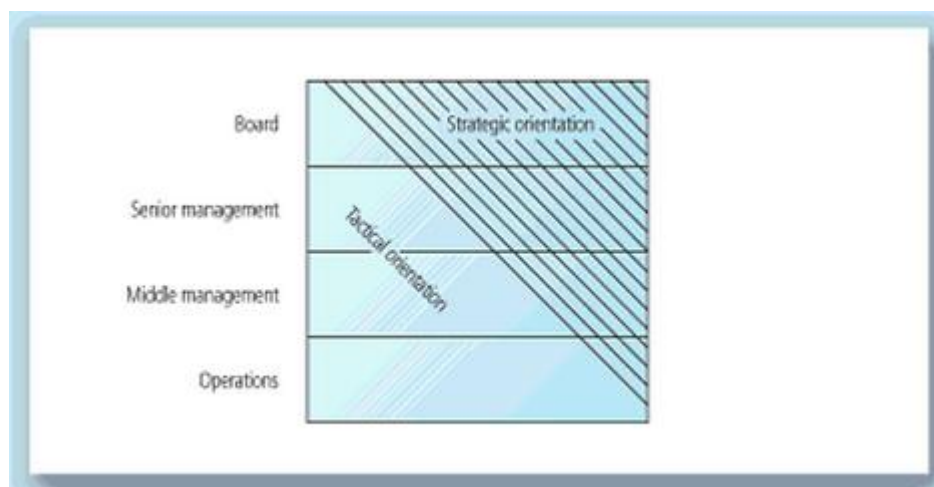 Board
Strategic orientation
Senior management
Tactical orientation
Middle management
Operations